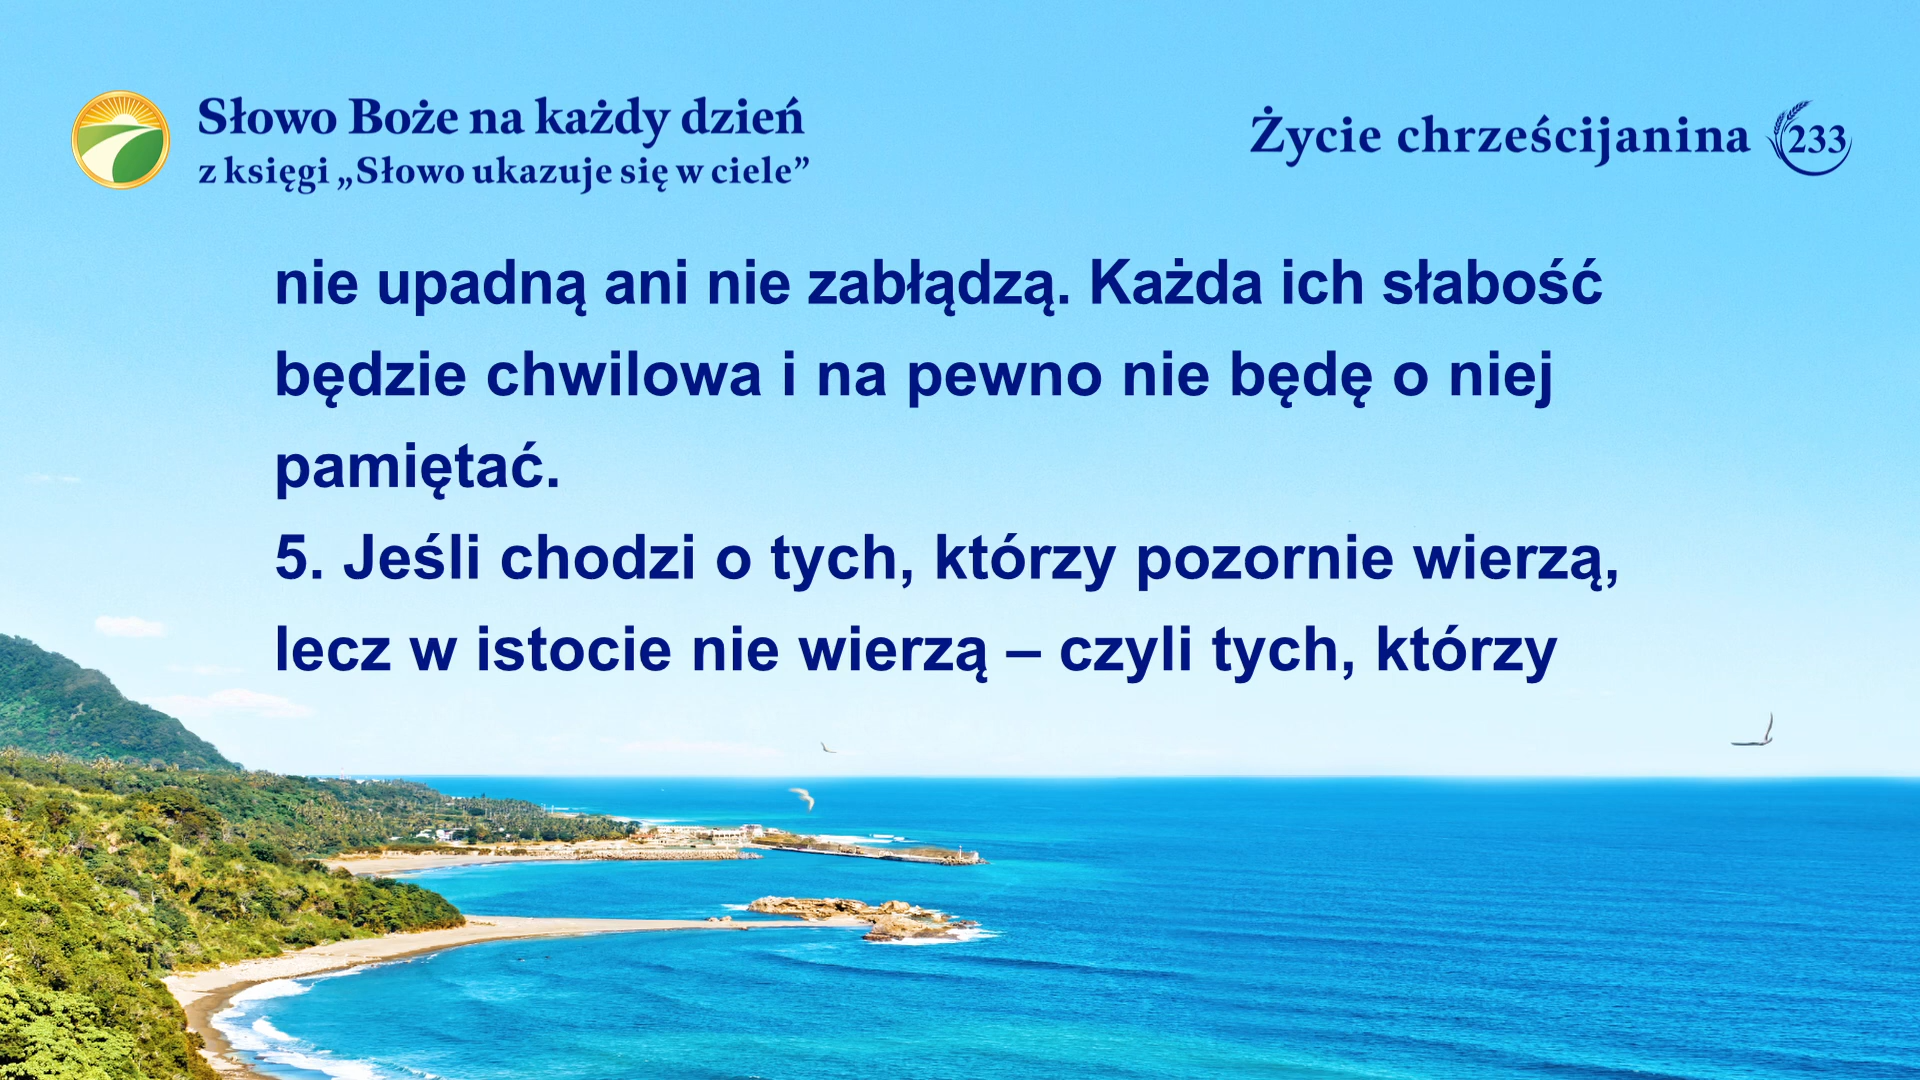 Słowo Boże na każdy dzień
z księgi „Słowo ukazuje się w ciele”
Życie chrześcijanina 233
nie upadną ani nie zabłądzą. Każda ich słabość
będzie chwilowa i na pewno nie będę o niej
pamiętać.
5. Jeśli chodzi o tych, którzy pozornie wierzą,
lecz w istocie nie wierzą – czyli tych, którzy